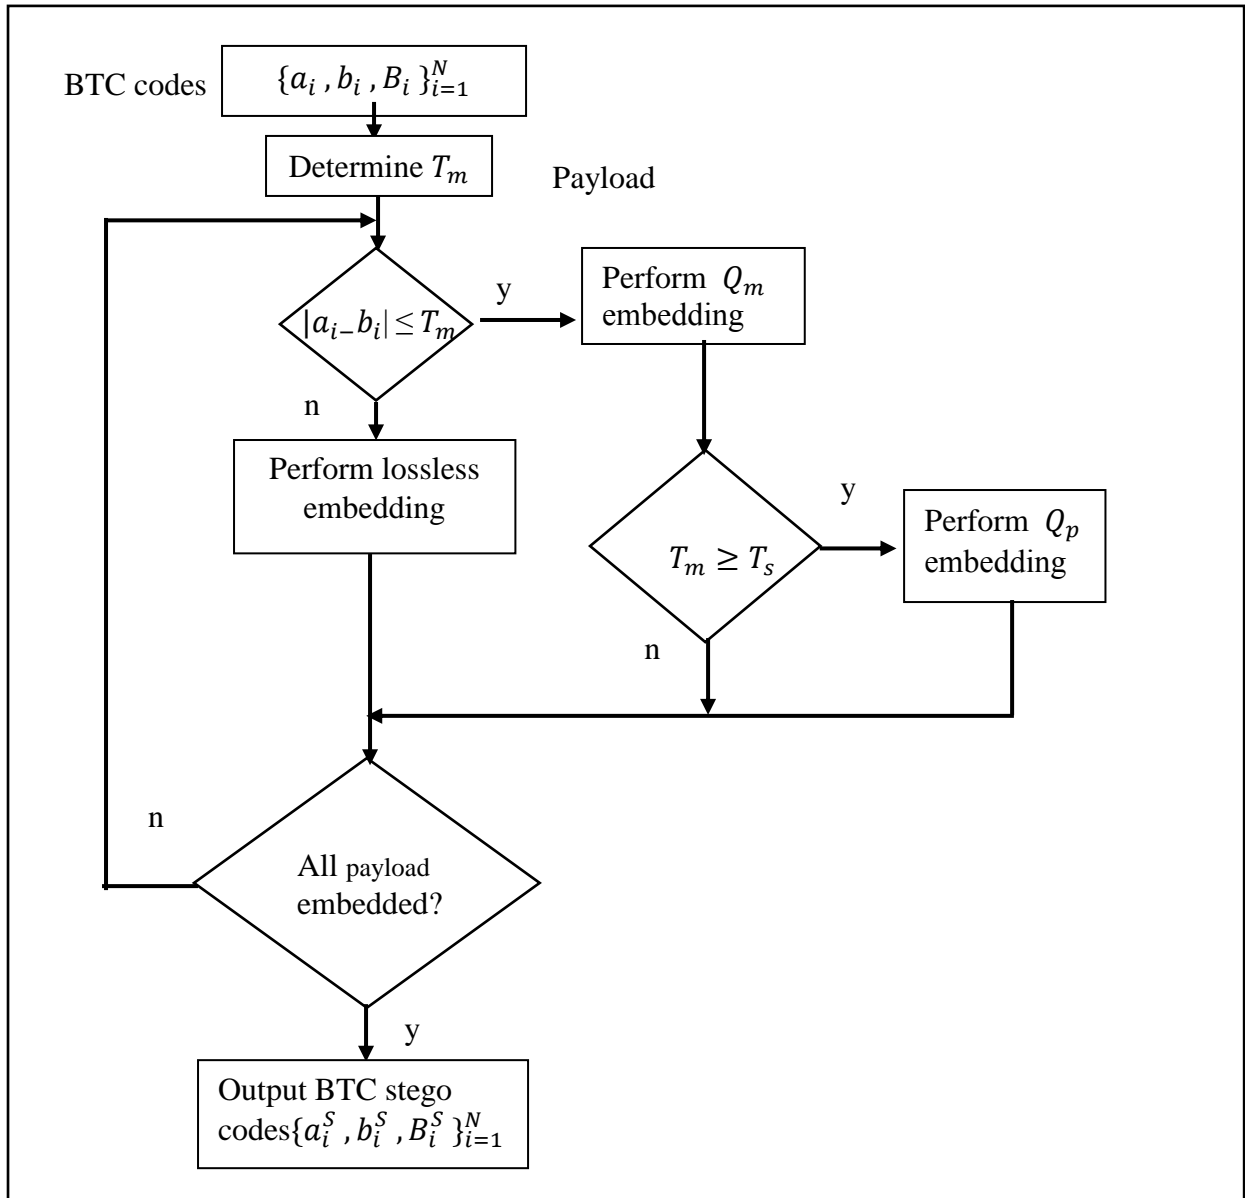 BTC codes
{a_i , b_i , B_i }_{i=1}^N
Determine T_m
Payload
|a_{i−} b_i| ≤ T_m
y
Perform Q_m
embedding
n
Perform lossless
embedding
T_m ≥ T_s
y
Perform Q_p
embedding
n
n
All payload
embedded?
y
Output BTC stego
codes{a_i^S , b_i^S , B_i^S }_{i=1}^N